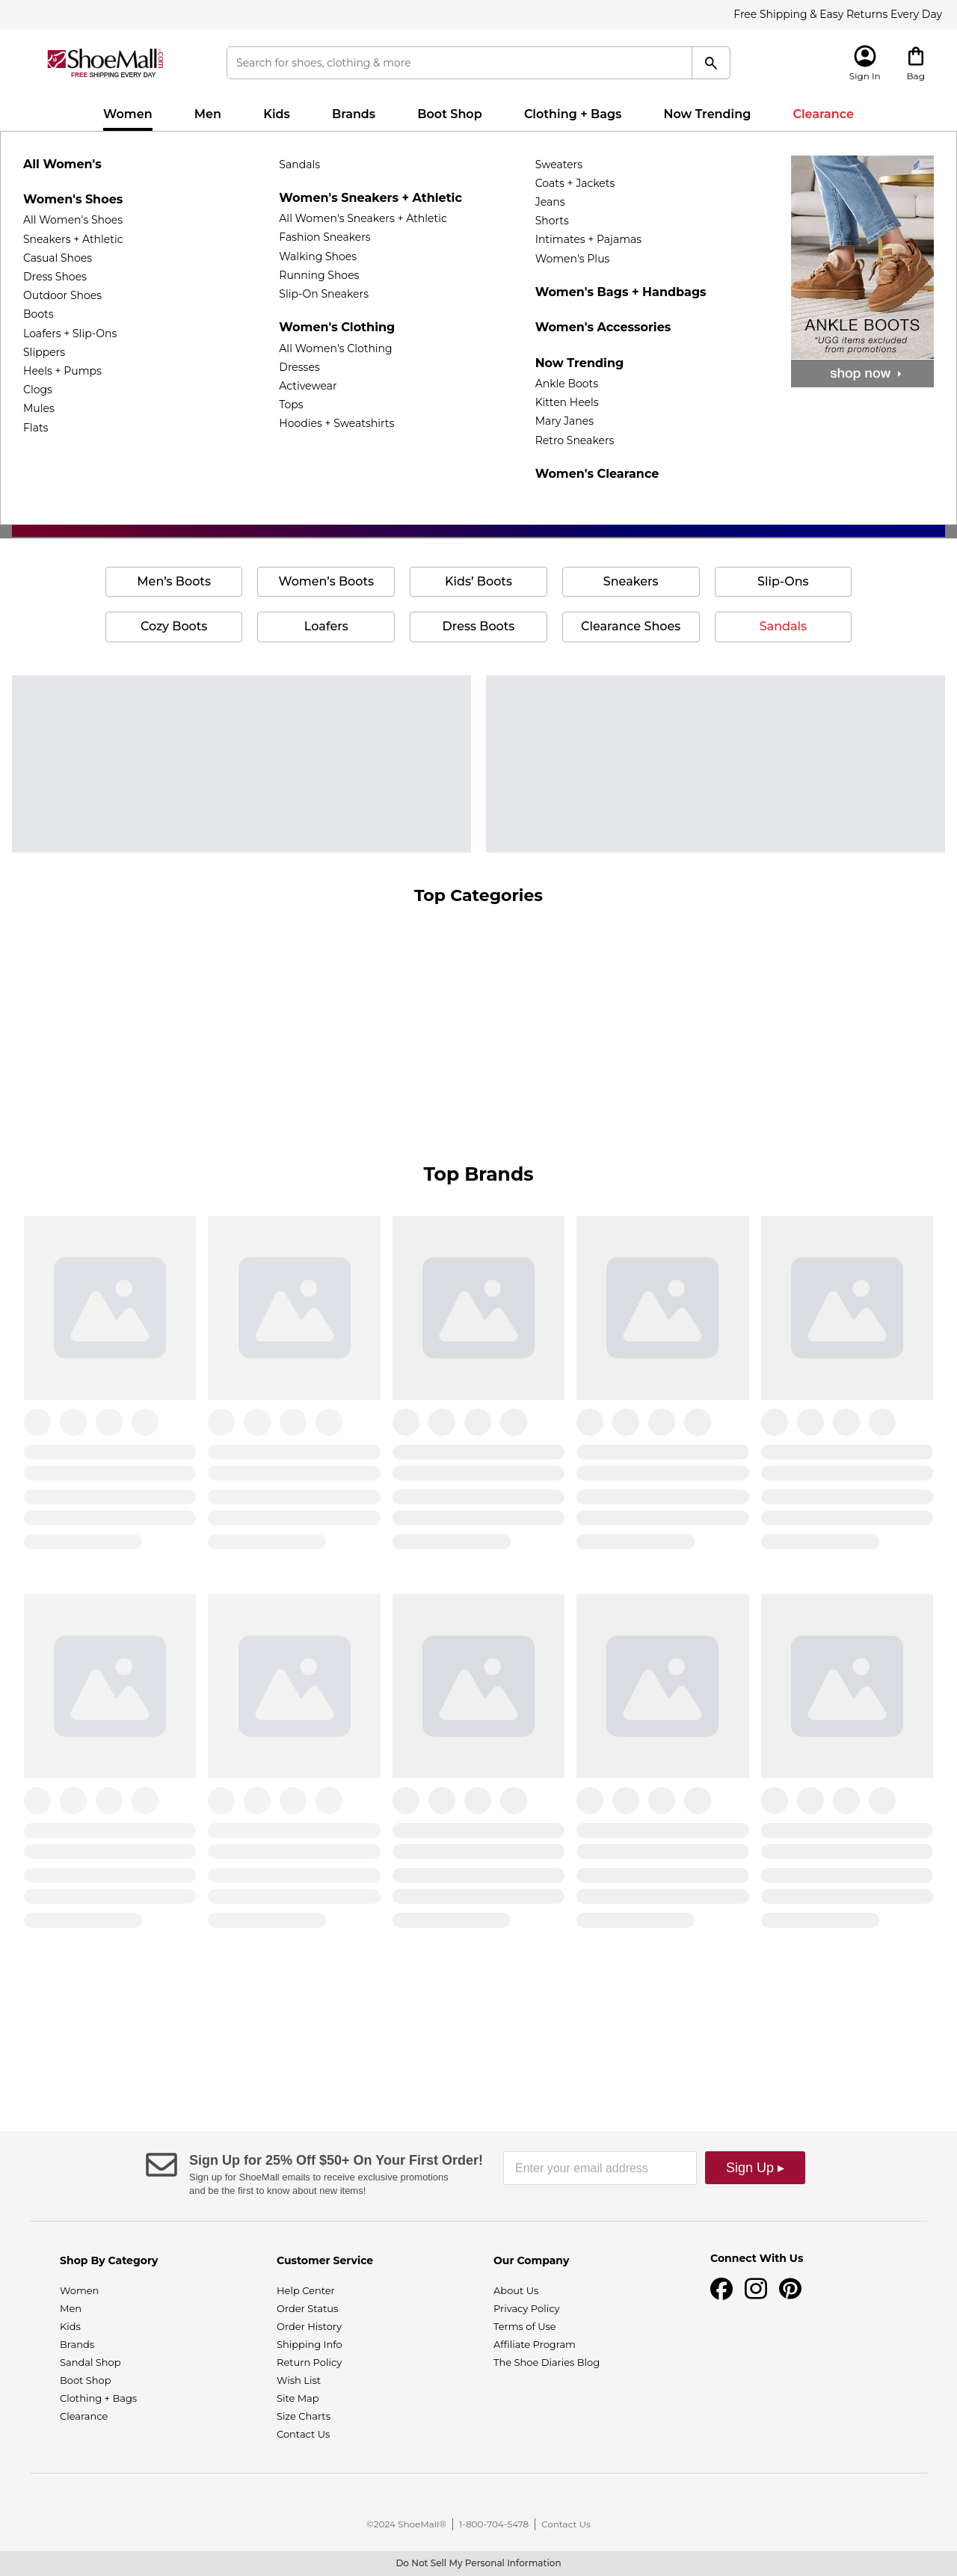 Free Shipping & Easy Returns Every Day
ShoeMall.com
FREE SHIPPING EVERY DAY
Search for shoes, clothing & more
Sign In
Bag
Women
Men
Kids
Brands
Boot Shop
Clothing + Bags
Now Trending
Clearance
All Women's
Women's Shoes
All Women's Shoes
Sneakers + Athletic
Casual Shoes
Dress Shoes
Outdoor Shoes
Boots
Loafers + Slip-Ons
Slippers
Heels + Pumps
Clogs
Mules
Flats
Sandals
Women's Sneakers + Athletic
All Women's Sneakers + Athletic
Fashion Sneakers
Walking Shoes
Running Shoes
Slip-On Sneakers
Women's Clothing
All Women's Clothing
Dresses
Activewear
Tops
Hoodies + Sweatshirts
Sweaters
Coats + Jackets
Jeans
Shorts
Intimates + Pajamas
Women's Plus
Women's Bags + Handbags
Women's Accessories
Now Trending
Ankle Boots
Kitten Heels
Mary Janes
Retro Sneakers
Women's Clearance
ANKLE BOOTS
*UGG items excluded
from promotions
shop now
Men’s Boots
Women’s Boots
Kids’ Boots
Sneakers
Slip-Ons
Cozy Boots
Loafers
Dress Boots
Clearance Shoes
Sandals
Top Categories
Top Brands
Sign Up for 25% Off $50+ On Your First Order!
Sign up for ShoeMall emails to receive exclusive promotions
and be the first to know about new items!
Enter your email address
Sign Up ▸
Shop By Category
Women
Men
Kids
Brands
Sandal Shop
Boot Shop
Clothing + Bags
Clearance
Customer Service
Help Center
Order Status
Order History
Shipping Info
Return Policy
Wish List
Site Map
Size Charts
Contact Us
Our Company
About Us
Privacy Policy
Terms of Use
Affiliate Program
The Shoe Diaries Blog
Connect With Us
©2024 ShoeMall®
1-800-704-5478
Contact Us
Do Not Sell My Personal Information